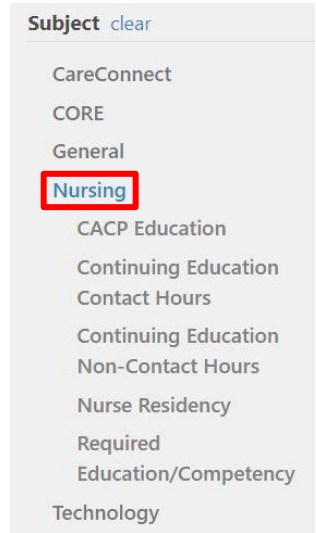 Subject clear
CareConnect
CORE
General
Nursing
CACP Education
Continuing Education
Contact Hours
Continuing Education
Non-Contact Hours
Nurse Residency
Required
Education/Competency
Technology